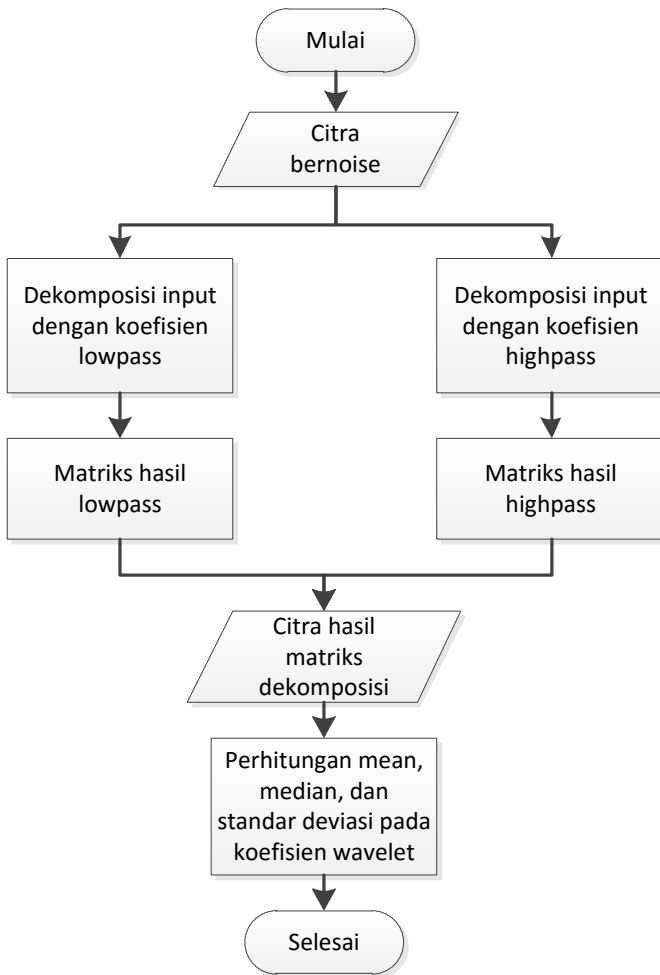 Mulai
Citra
bernoise
Dekomposisi input
dengan koefisien
lowpass
Dekomposisi input
dengan koefisien
highpass
Matriks hasil
lowpass
Matriks hasil
highpass
Citra hasil
matriks
dekomposisi
Perhitungan mean,
median, dan
standar deviasi pada
koefisien wavelet
Selesai